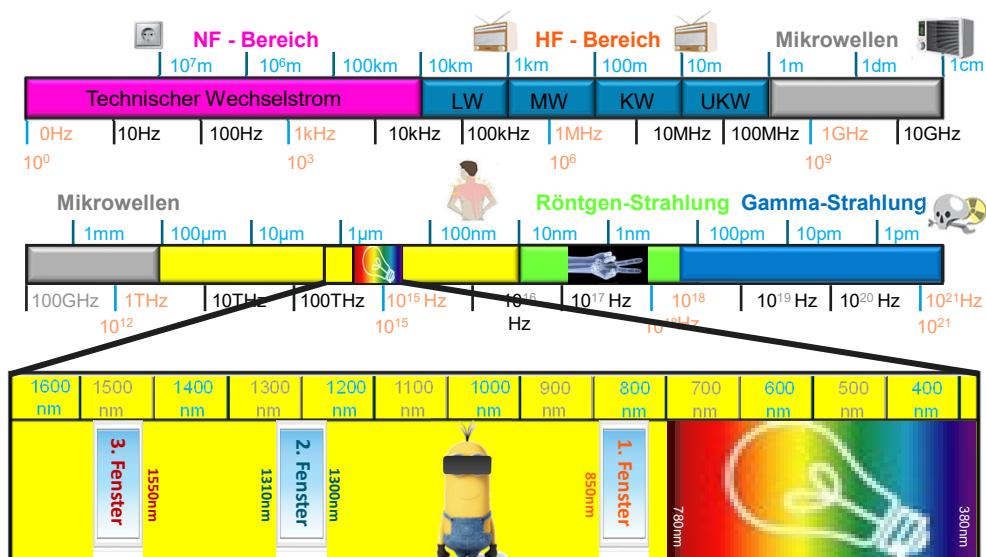 NF - Bereich HF - Bereich Mikrowellen
10⁷m 10⁶m 100km 10km 1km 100m 10m 1m 1dm 1cm
Technischer Wechselstrom LW MW KW UKW
0Hz 10Hz 100Hz 1kHz 10kHz 100kHz 1MHz 10MHz 100MHz 1GHz 10GHz
10⁰ 10³ 10⁶ 10⁹
Mikrowellen Röntgen-Strahlung Gamma-Strahlung
1mm 100µm 10µm 1µm 100nm 10nm 1nm 100pm 10pm 1pm
100GHz 1THz 10THz 100THz 10¹⁵ Hz 10¹⁶ Hz 10¹⁷ Hz 10¹⁸ Hz 10¹⁹ Hz 10²⁰ Hz 10²¹Hz
10¹² 10¹⁵ 10²¹
1600 nm 1500 nm 1400 nm 1300 nm 1200 nm 1100 nm 1000 nm 900 nm 800 nm 700 nm 600 nm 500 nm 400 nm
3. Fenster
1550nm
1310nm
2. Fenster
1300nm
850nm
1. Fenster
780nm
380nm